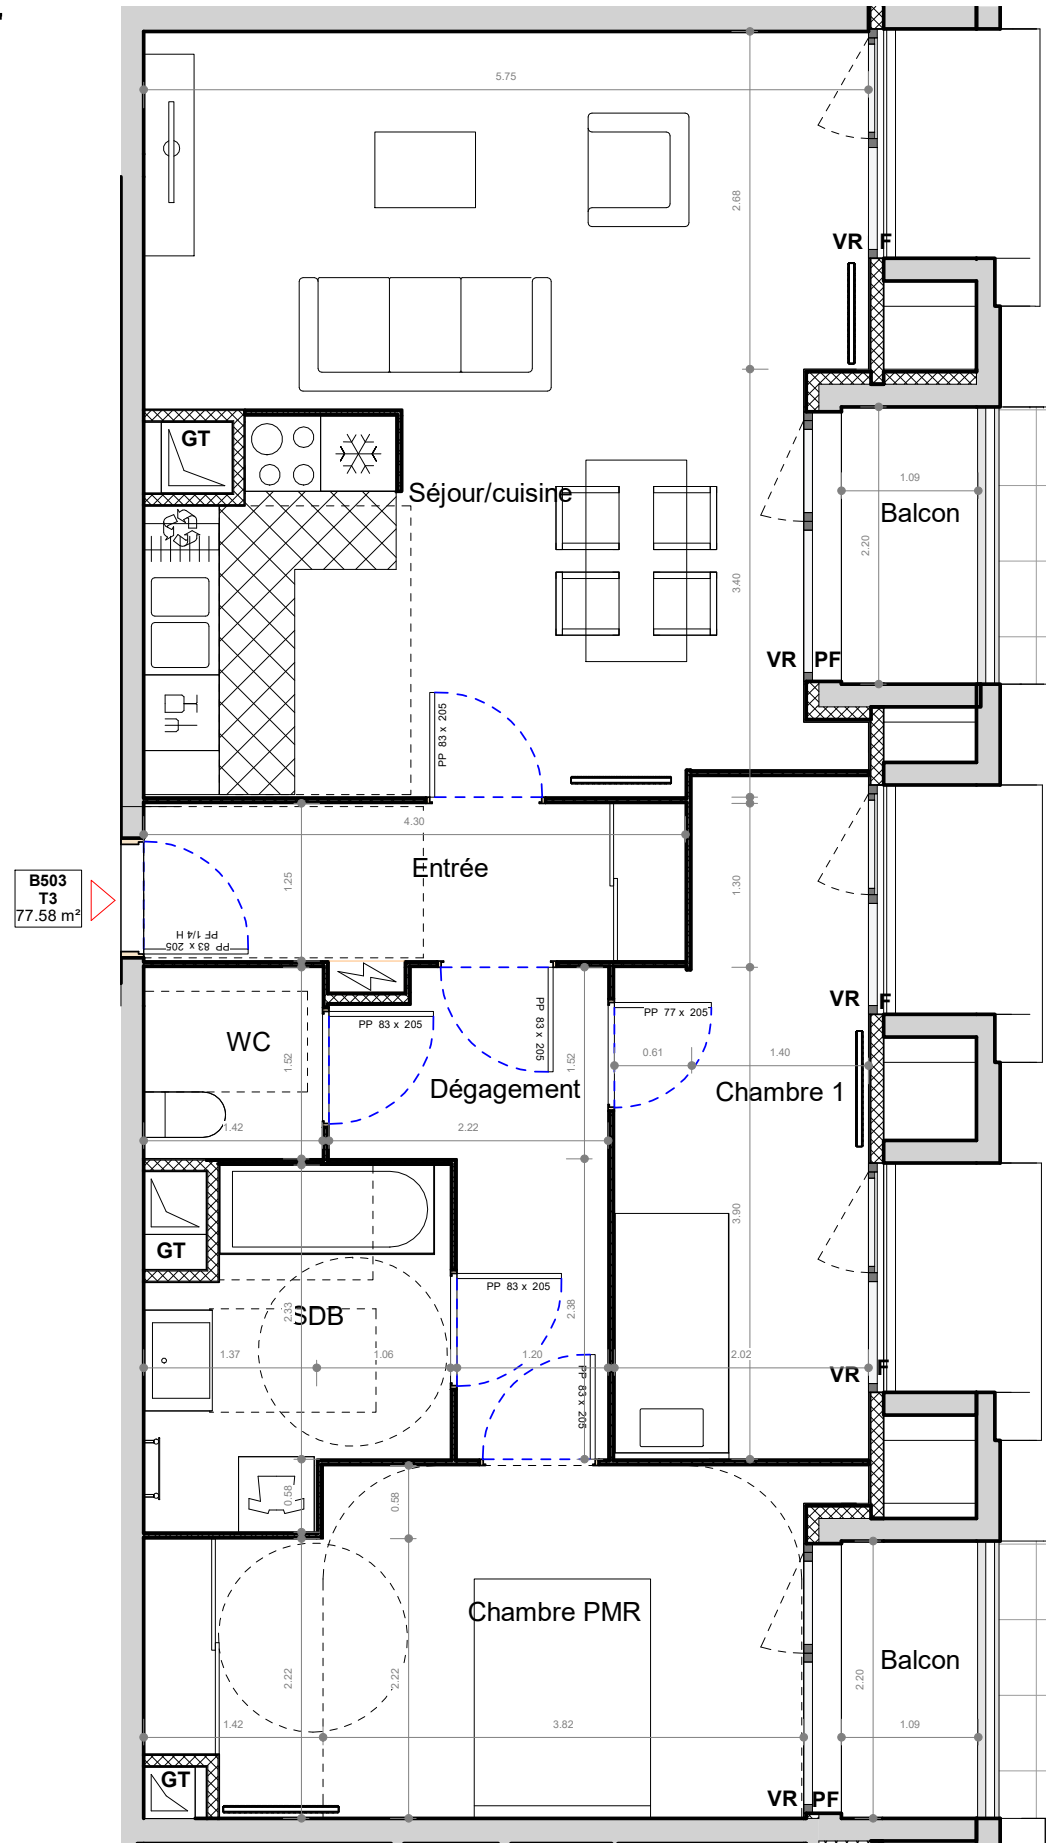 5.75
2.68
VR F
GT
Séjour/cuisine
1.09
Balcon
2.20
3.40
VR PF
PP 83 x 205
4.30
Entrée
B503
T3
77.58 m²
1.25
1.30
PP 83 x 205
PF 1/4 H
VR F
PP 83 x 205
PP 83 x 205
PP 77 x 205
WC
1.52
1.52
0.61
1.40
Dégagement
Chambre 1
1.42
2.22
GT
3.90
PP 83 x 205
SDB
2.33
2.38
1.37
1.06
1.20
2.02
VR F
PP 83 x 205
0.58
0.58
Chambre PMR
Balcon
2.22
2.22
2.20
1.42
3.82
1.09
GT
VR PF